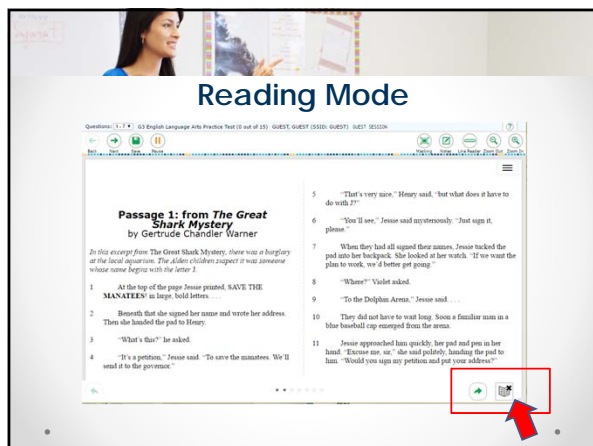 Reading Mode
Questions: 1-7 G3 English Language Arts Practice Test (0 out of 15) GUEST, GUEST (SSID: GUEST) GUEST SESSION
Back Next Save Pause Masking Notes Line Reader Zoom Out Zoom In
Passage 1: from The Great
Shark Mystery
by Gertrude Chandler Warner
In this excerpt from The Great Shark Mystery, there was a burglary
at the local aquarium. The Alden children suspect it was someone
whose name begins with the letter J.
1 At the top of the page Jessie printed, SAVE THE
MANATEES! in large, bold letters. . . .
2 Beneath that she signed her name and wrote her address.
Then she handed the pad to Henry.
3 “What’s this?” he asked.
4 “It’s a petition,” Jessie said. “To save the manatees. We’ll
send it to the governor.”
5 “That’s very nice,” Henry said, “but what does it have to
do with J?”
6 “You’ll see,” Jessie said mysteriously. “Just sign it,
please.”
7 When they had all signed their names, Jessie tucked the
pad into her backpack. She looked at her watch. “If we want the
plan to work, we’d better get going.”
8 “Where?” Violet asked.
9 “To the Dolphin Arena,” Jessie said. . . .
10 They did not have to wait long. Soon a familiar man in a
blue baseball cap emerged from the arena.
11 Jessie approached him quickly, her pad and pen in her
hand. “Excuse me, sir,” she said politely, handing the pad to
him. “Would you sign my petition and put your address?”